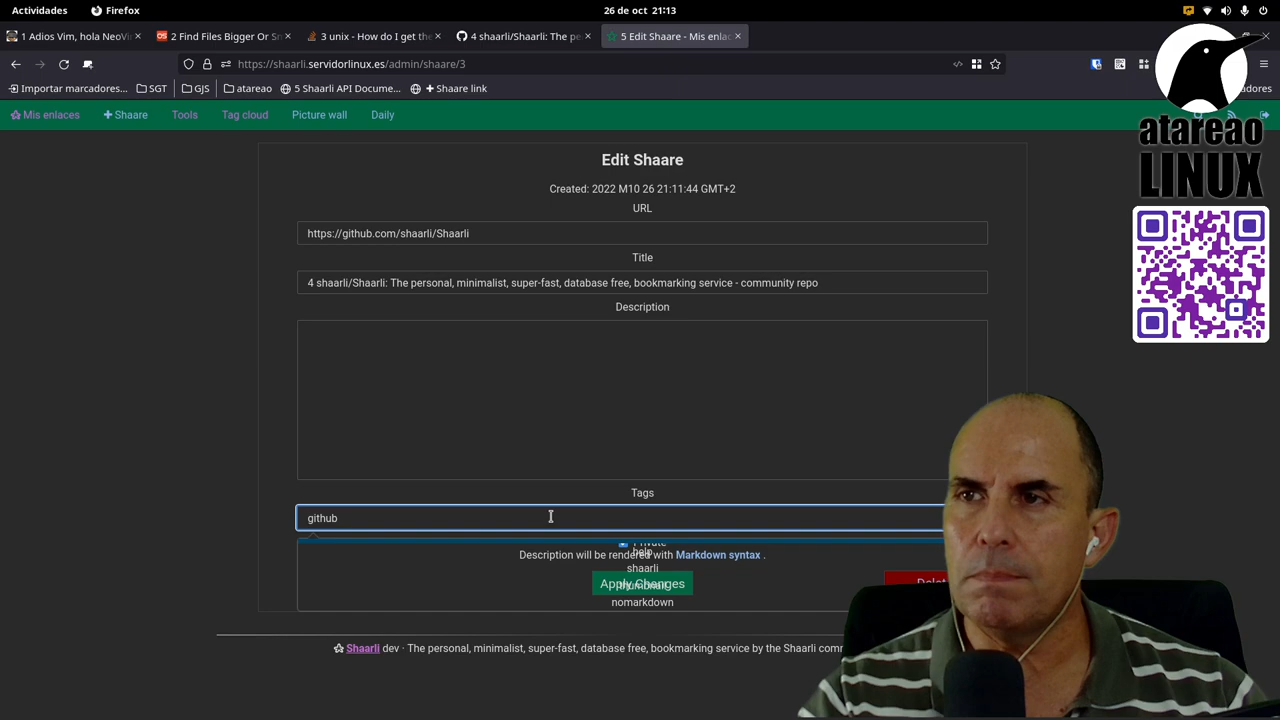 Actividades
Firefox
26 de oct 21:13
1 Adios Vim, hola NeoVi
2 Find Files Bigger Or Sm
3 unix - How do I get the
4 shaarli/Shaarli: The pe
5 Edit Shaare - Mis enlac
https://shaarli.servidorlinux.es/admin/shaare/3
Importar marcadores...
SGT
GJS
atareao
5 Shaarli API Docume...
Shaare link
Mis enlaces
Shaare
Tools
Tag cloud
Picture wall
Daily
atareao
LINUX
Edit Shaare
Created: 2022 M10 26 21:11:44 GMT+2
URL
https://github.com/shaarli/Shaarli
Title
4 shaarli/Shaarli: The personal, minimalist, super-fast, database free, bookmarking service - community repo
Description
Tags
github
help
Description will be rendered with Markdown syntax .
shaarli
Apply Changes
nomarkdown
Shaarli dev · The personal, minimalist, super-fast, database free, bookmarking service by the Shaarli